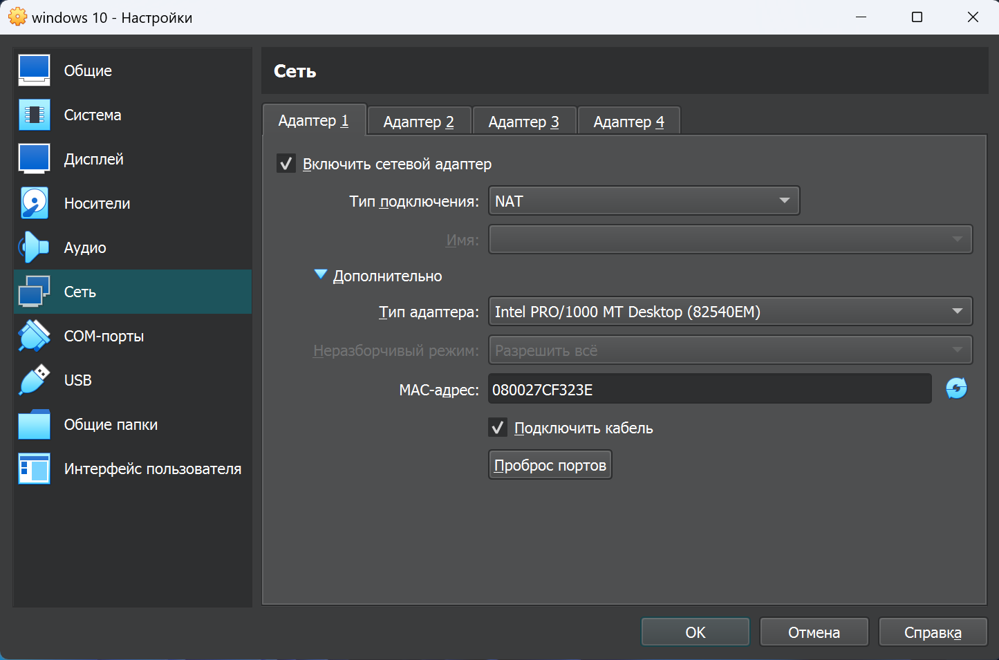 windows 10 - Настройки
Общие
Система
Дисплей
Носители
Аудио
Сеть
COM-порты
USB
Общие папки
Интерфейс пользователя
Сеть
Адаптер 1
Адаптер 2
Адаптер 3
Адаптер 4
Включить сетевой адаптер
Тип подключения: NAT
Имя:
Дополнительно
Тип адаптера: Intel PRO/1000 MT Desktop (82540EM)
Неразборчивый режим: Разрешить всё
MAC-адрес: 080027CF323E
Подключить кабель
Проброс портов
OK
Отмена
Справка